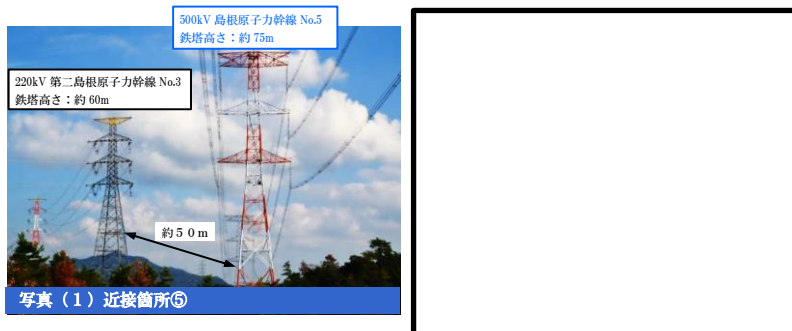 500kV 島根原子力幹線 No.5
鉄塔高さ：約 75m
220kV 第二島根原子力幹線 No.3
鉄塔高さ：約 60m
約５０ｍ
写真（１）近接箇所⑤